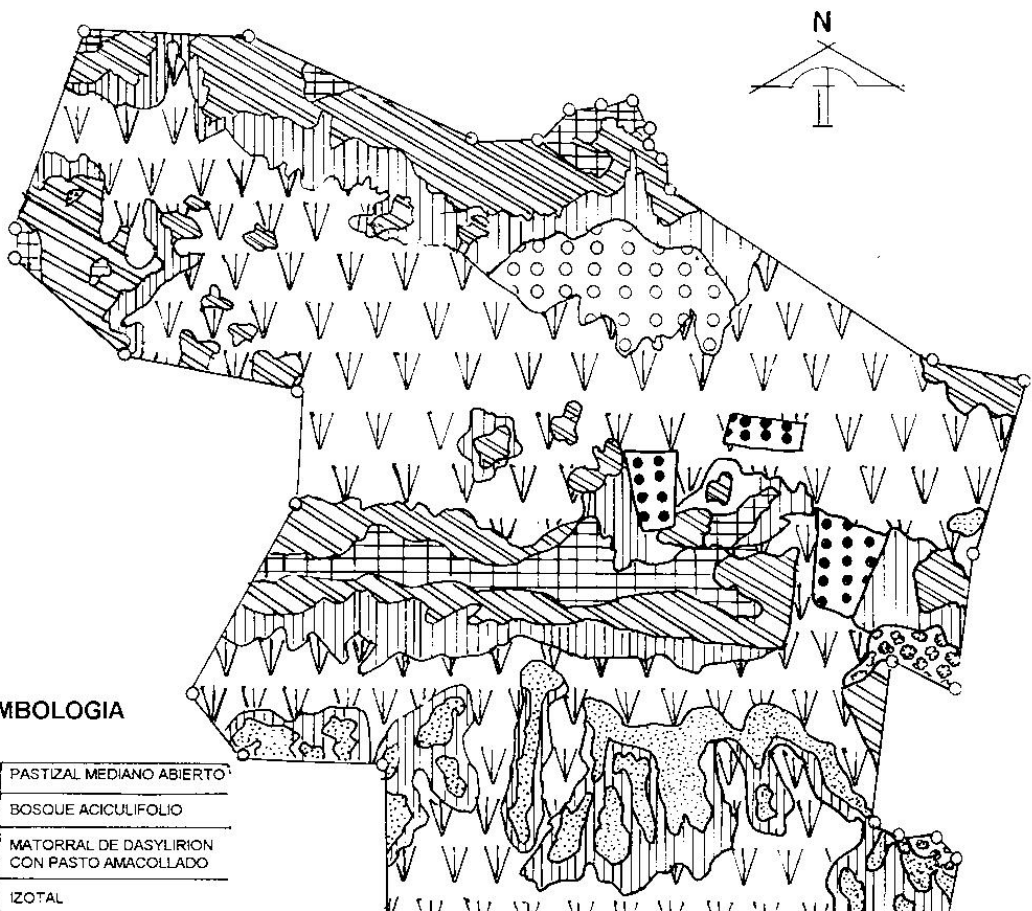 N
MBOLOGIA
PASTIZAL MEDIANO ABIERTO
BOSQUE ACICULIFOLIO
MATORRAL DE DASYLIRION
CON PASTO AMACOLLADO
IZOTAL